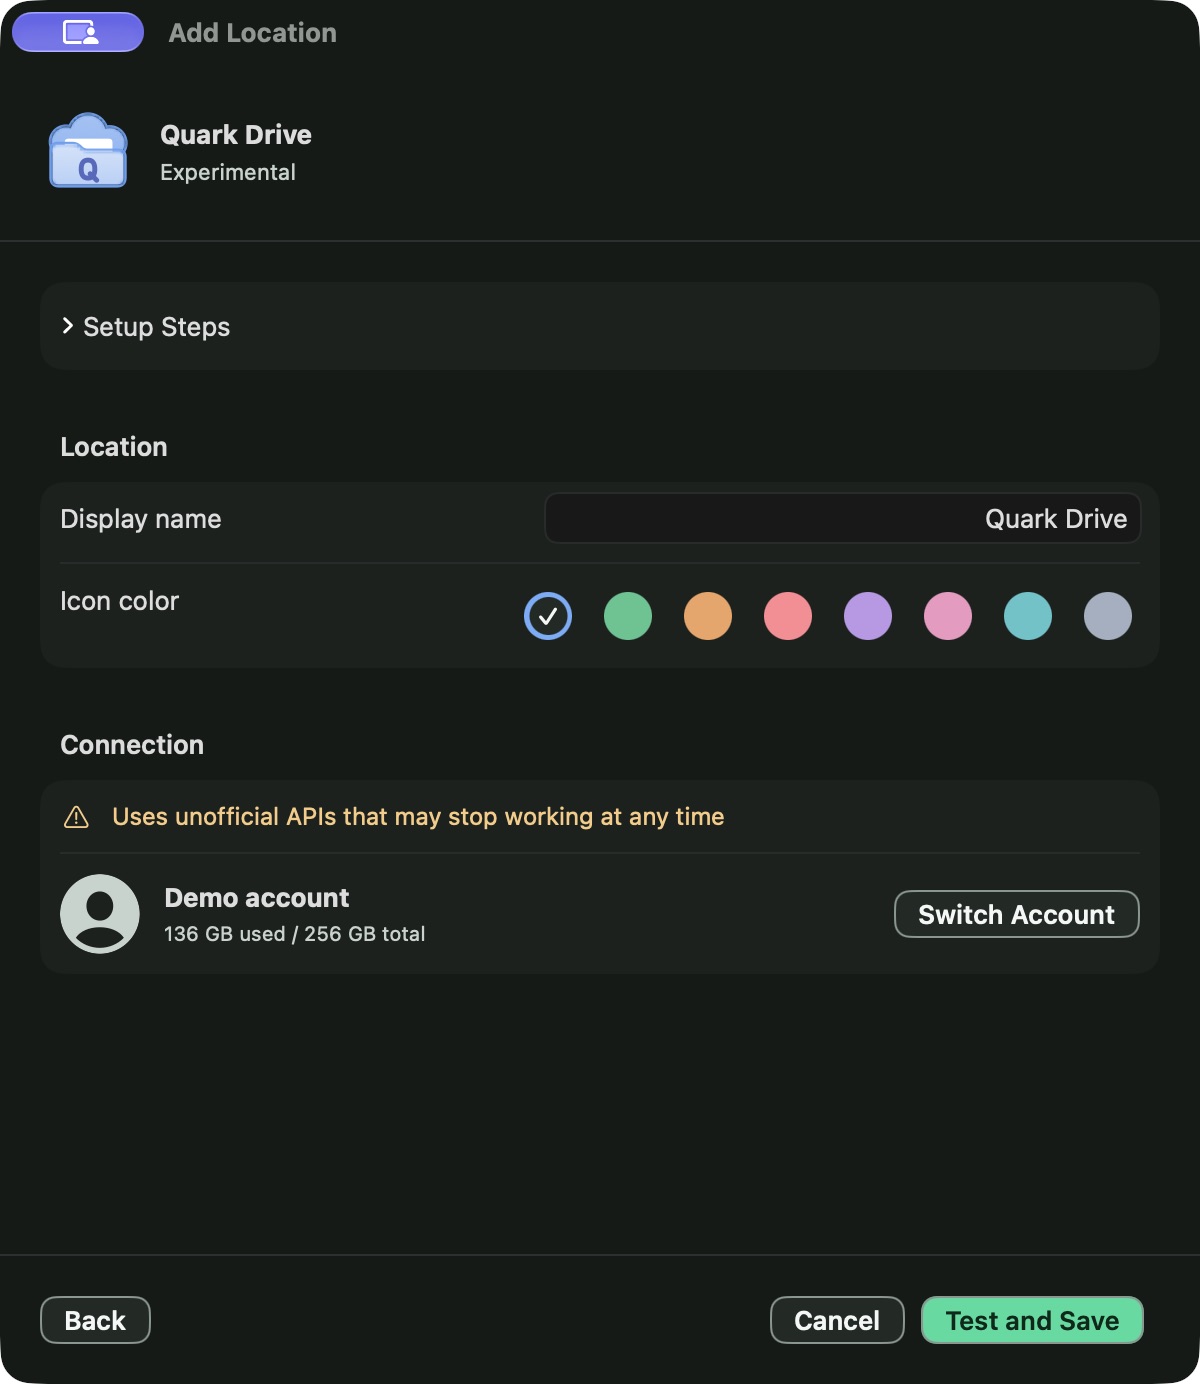 Add Location
Quark Drive
Experimental
Q
Setup Steps
Location
Display name
Quark Drive
Icon color
Connection
Uses unofficial APIs that may stop working at any time
Demo account
136 GB used / 256 GB total
Switch Account
Back
Cancel
Test and Save